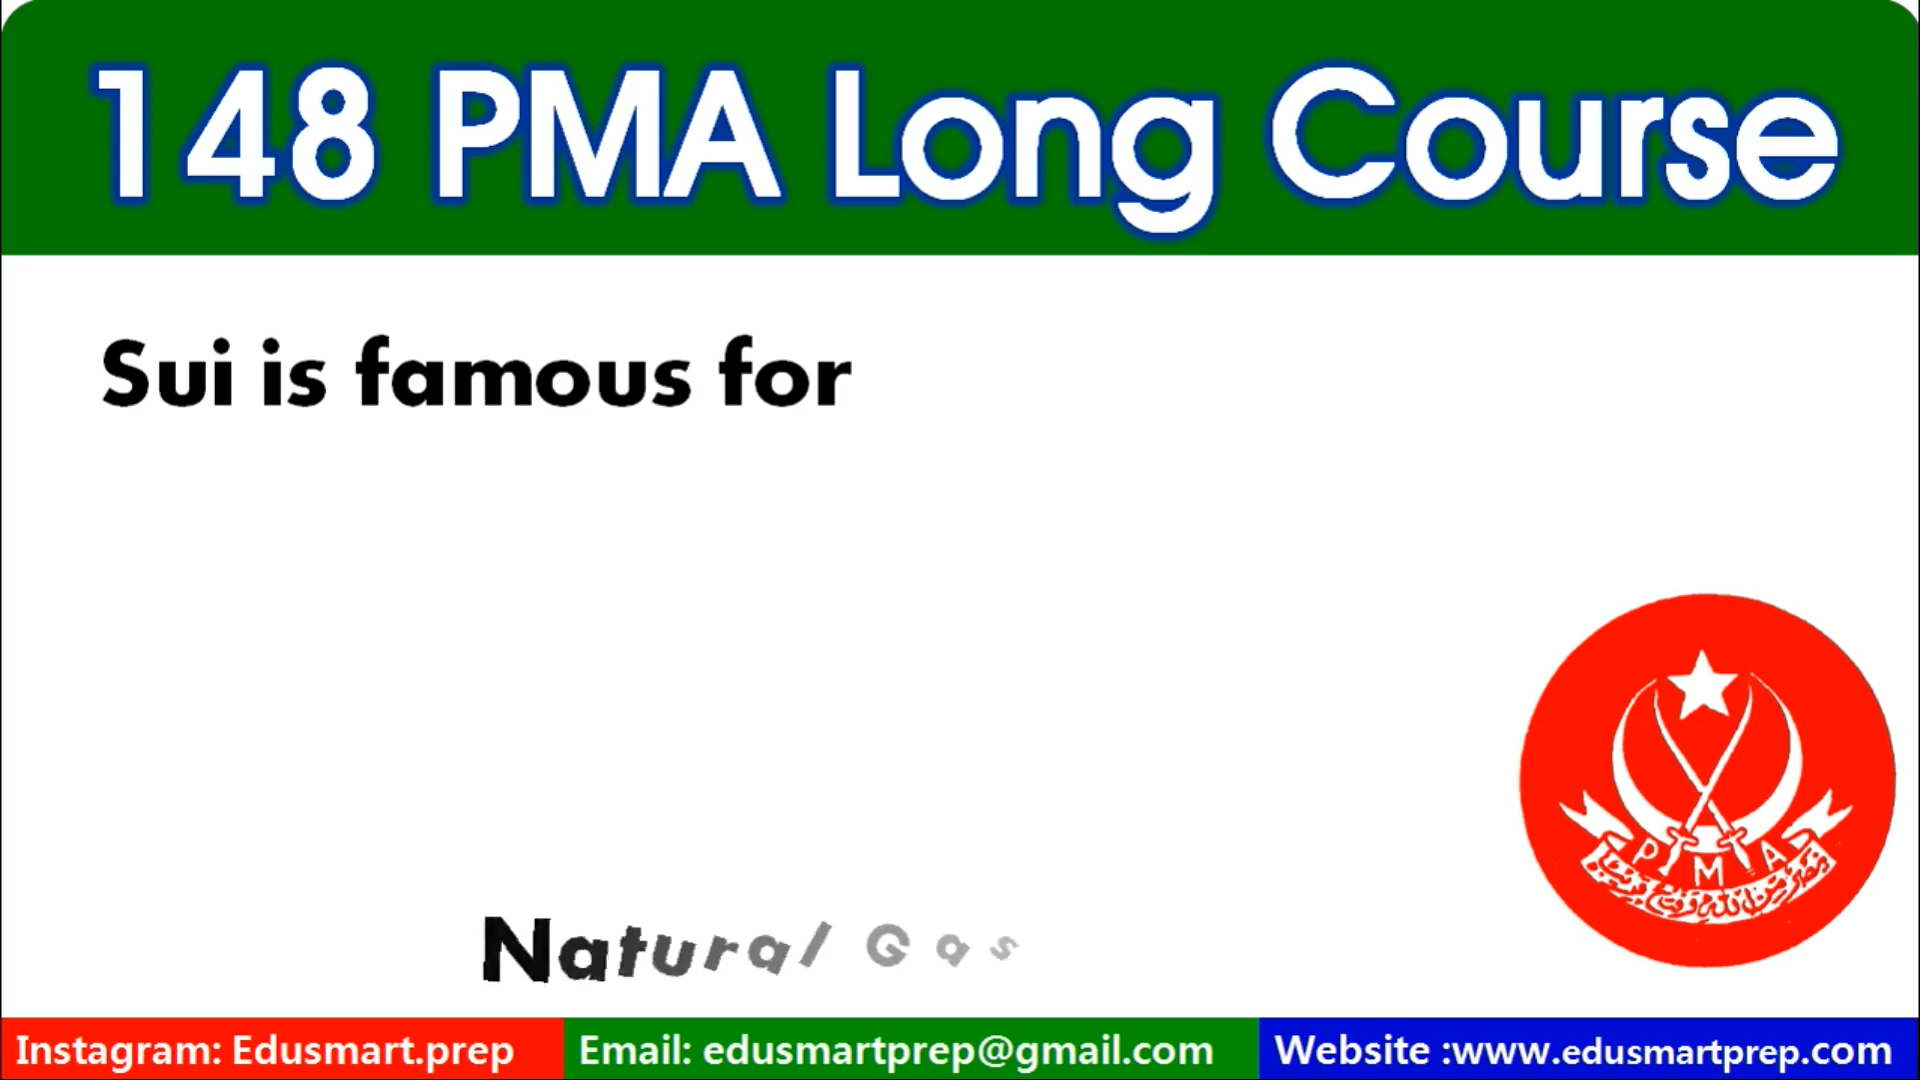 148 PMA Long Course
Sui is famous for
Natural Gas
P M A
Instagram: Edusmart.prep
Email: edusmartprep@gmail.com
Website :www.edusmartprep.com